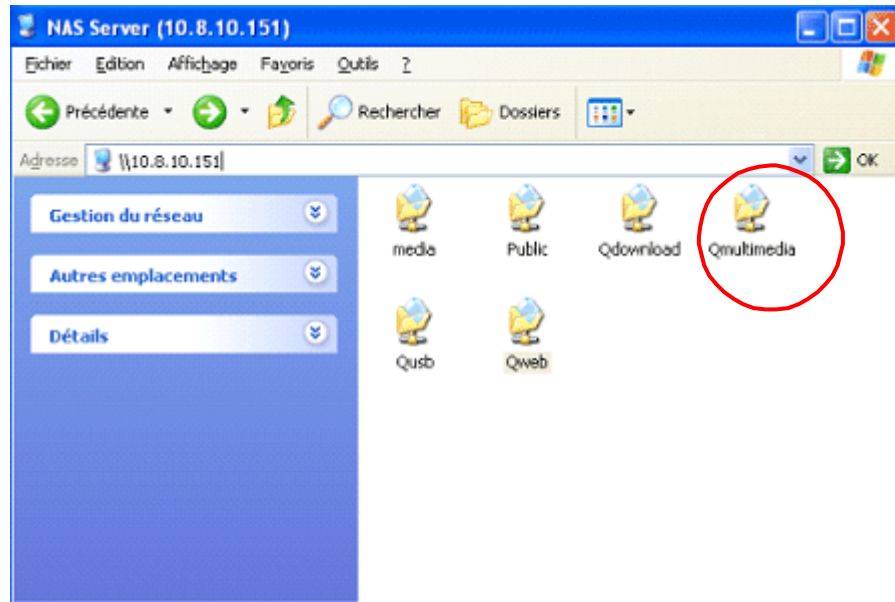 NAS Server (10.8.10.151)
Fichier Edition Affichage Favoris Outils ?
Précédente Rechercher Dossiers
Adresse \\10.8.10.151 OK
Gestion du réseau
Autres emplacements
Détails
media Public Qdownload Qmultimedia
Qusb Qweb